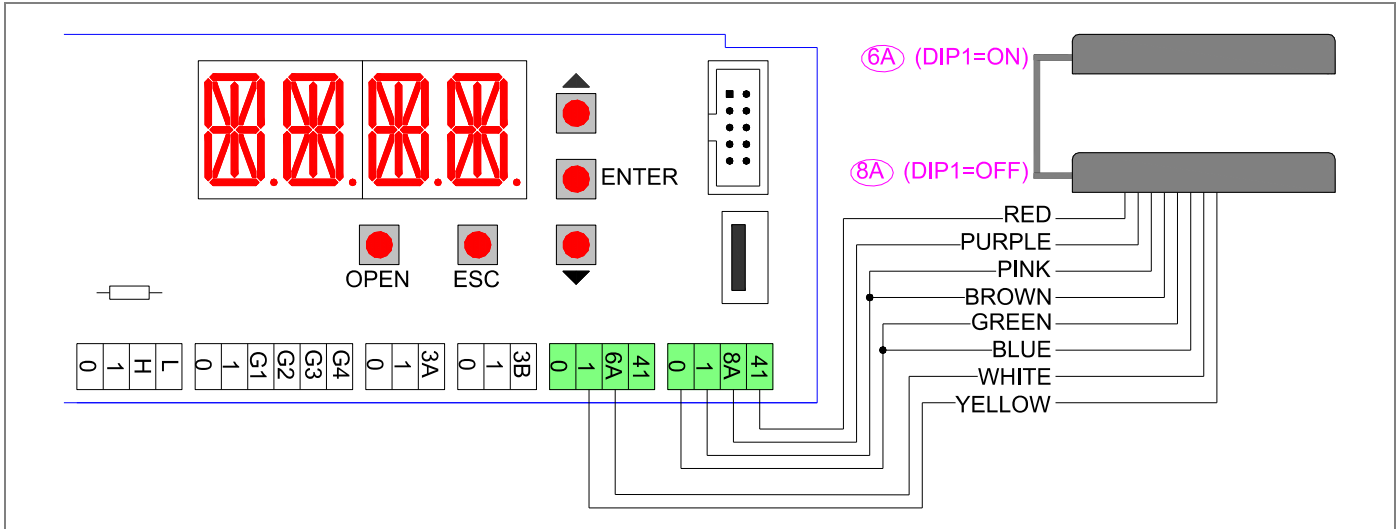 6A (DIP1=ON)
ENTER
8A (DIP1=OFF)
RED
PURPLE
OPEN ESC
PINK
BROWN
GREEN
BLUE
WHITE
YELLOW
0 1 H L
0 1 G1 G2 G3 G4
0 1 3A
0 1 3B
0 1 6A 41
0 1 8A 41